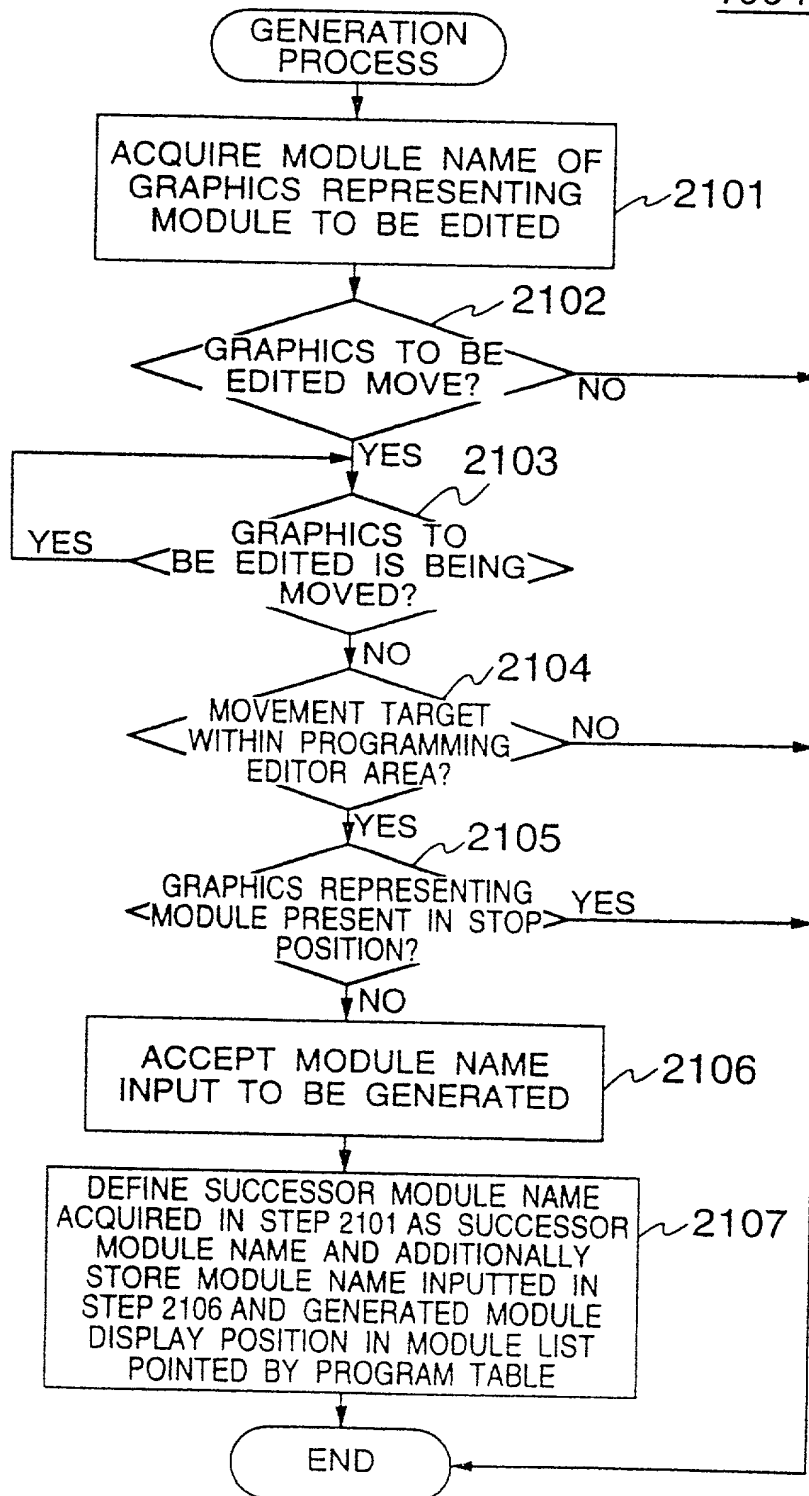 GENERATION
PROCESS
ACQUIRE MODULE NAME OF
GRAPHICS REPRESENTING
MODULE TO BE EDITED
2101
2102
GRAPHICS TO BE
EDITED MOVE?
NO
YES
2103
YES
GRAPHICS TO
BE EDITED IS BEING
MOVED?
NO
2104
MOVEMENT TARGET
WITHIN PROGRAMMING
EDITOR AREA?
NO
YES
2105
GRAPHICS REPRESENTING
MODULE PRESENT IN STOP
POSITION?
YES
NO
ACCEPT MODULE NAME
INPUT TO BE GENERATED
2106
DEFINE SUCCESSOR MODULE NAME
ACQUIRED IN STEP 2101 AS SUCCESSOR
MODULE NAME AND ADDITIONALLY
STORE MODULE NAME INPUTTED IN
STEP 2106 AND GENERATED MODULE
DISPLAY POSITION IN MODULE LIST
POINTED BY PROGRAM TABLE
2107
END